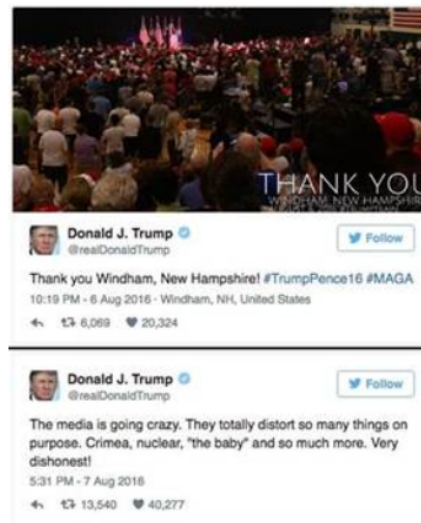 THANK YOU
WINDHAM, NEW HAMPSHIRE
Donald J. Trump
Follow
@realDonaldTrump
Thank you Windham, New Hampshire! #TrumpPence16 #MAGA
10:19 PM - 6 Aug 2016 · Windham, NH, United States
6,069 20,324
Donald J. Trump
Follow
@realDonaldTrump
The media is going crazy. They totally distort so many things on
purpose. Crimea, nuclear, "the baby" and so much more. Very
dishonest!
5:31 PM - 7 Aug 2016
13,540 40,277